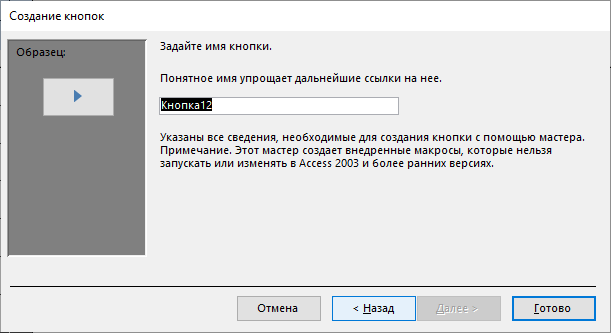 Создание кнопок
Образец:
Задайте имя кнопки.
Понятное имя упрощает дальнейшие ссылки на нее.
Кнопка12
Указаны все сведения, необходимые для создания кнопки с помощью мастера.
Примечание. Этот мастер создает внедренные макросы, которые нельзя
запускать или изменять в Access 2003 и более ранних версиях.
Отмена
< Назад
Далее >
Готово